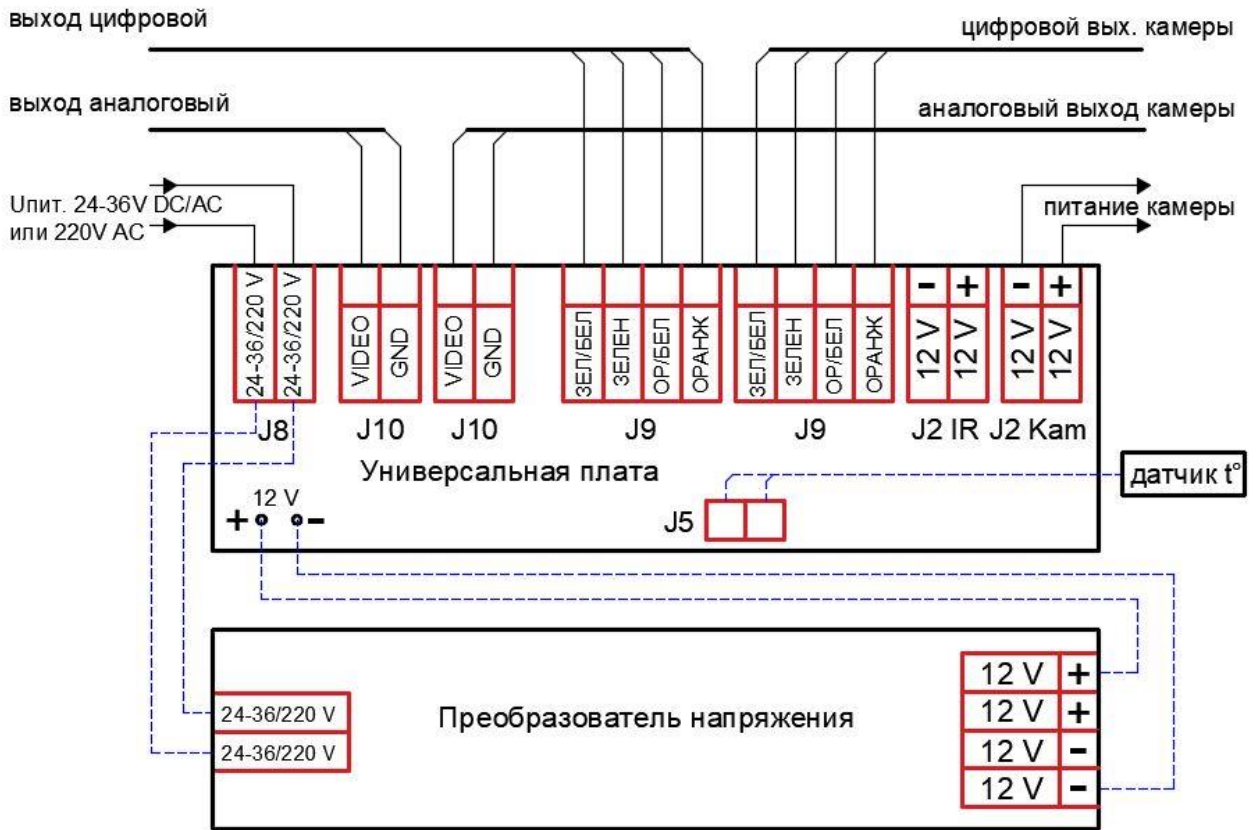 выход цифровой
цифровой вых. камеры
выход аналоговый
аналоговый выход камеры
Uпит. 24-36V DC/AC
или 220V AC
питание камеры
24-36/220 V
24-36/220 V
VIDEO
GND
VIDEO
GND
ЗЕЛ/БЕЛ
ЗЕЛЕН
ОР/БЕЛ
ОРАНЖ
ЗЕЛ/БЕЛ
ЗЕЛЕН
ОР/БЕЛ
ОРАНЖ
- +
12 V
12 V
- +
12 V
12 V
J8 J10 J10 J9 J9 J2 IR J2 Kam
Универсальная плата
датчик t°
12 V
+ -
J5
12 V +
12 V +
12 V -
12 V -
24-36/220 V
24-36/220 V
Преобразователь напряжения